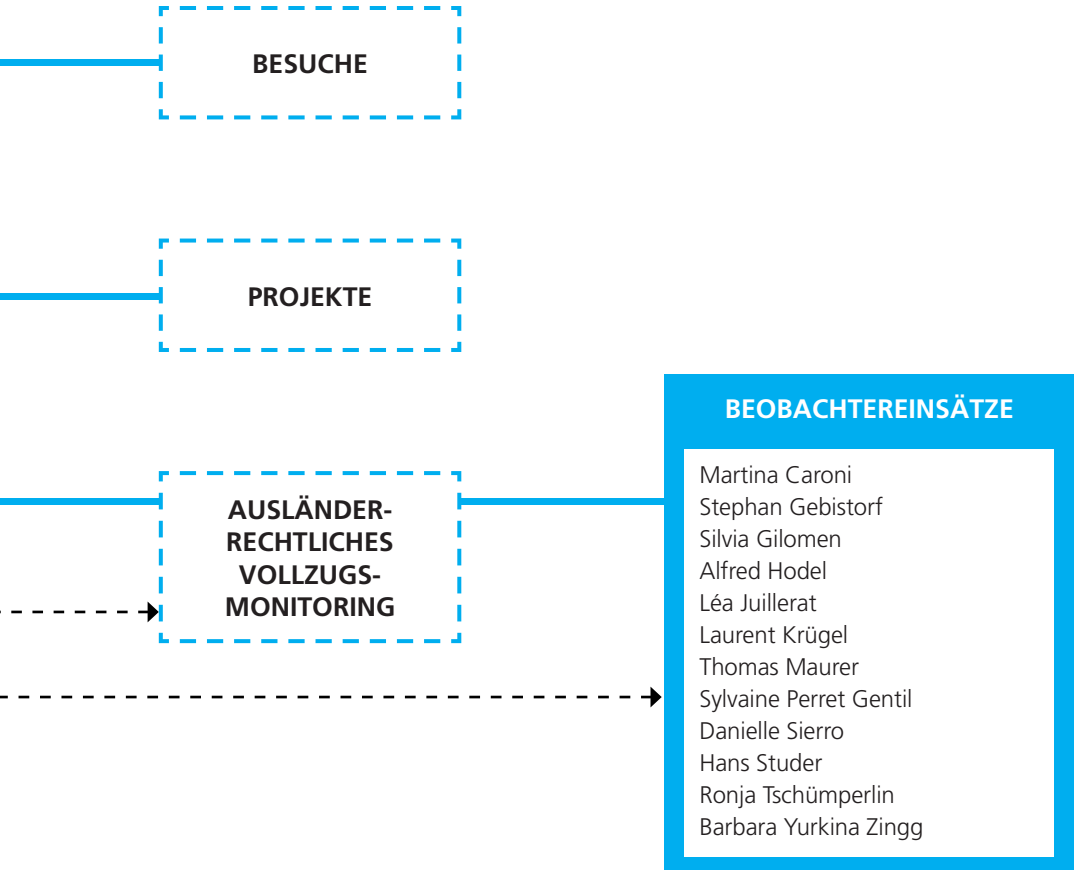 BESUCHE
PROJEKTE
AUSLÄNDER-
RECHTLICHES
VOLLZUGS-
MONITORING
BEOBACHTEREINSÄTZE
Martina Caroni
Stephan Gebistorf
Silvia Gilomen
Alfred Hodel
Léa Juillerat
Laurent Krügel
Thomas Maurer
Sylvaine Perret Gentil
Danielle Sierro
Hans Studer
Ronja Tschümperlin
Barbara Yurkina Zingg